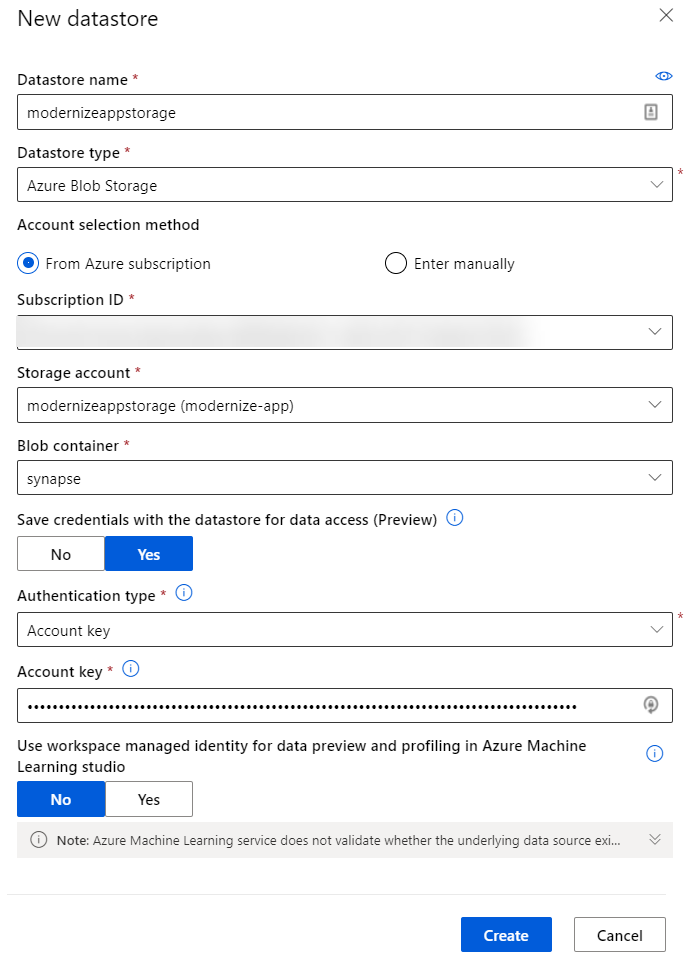 New datastore
Datastore name *
modernizeappstorage
Datastore type *
Azure Blob Storage
*
Account selection method
From Azure subscription
Enter manually
Subscription ID *
Storage account *
modernizeappstorage (modernize-app)
Blob container *
synapse
Save credentials with the datastore for data access (Preview)
No
Yes
Authentication type *
Account key
*
Account key *
Use workspace managed identity for data preview and profiling in Azure Machine
Learning studio
No
Yes
Note: Azure Machine Learning service does not validate whether the underlying data source exi...
Create
Cancel